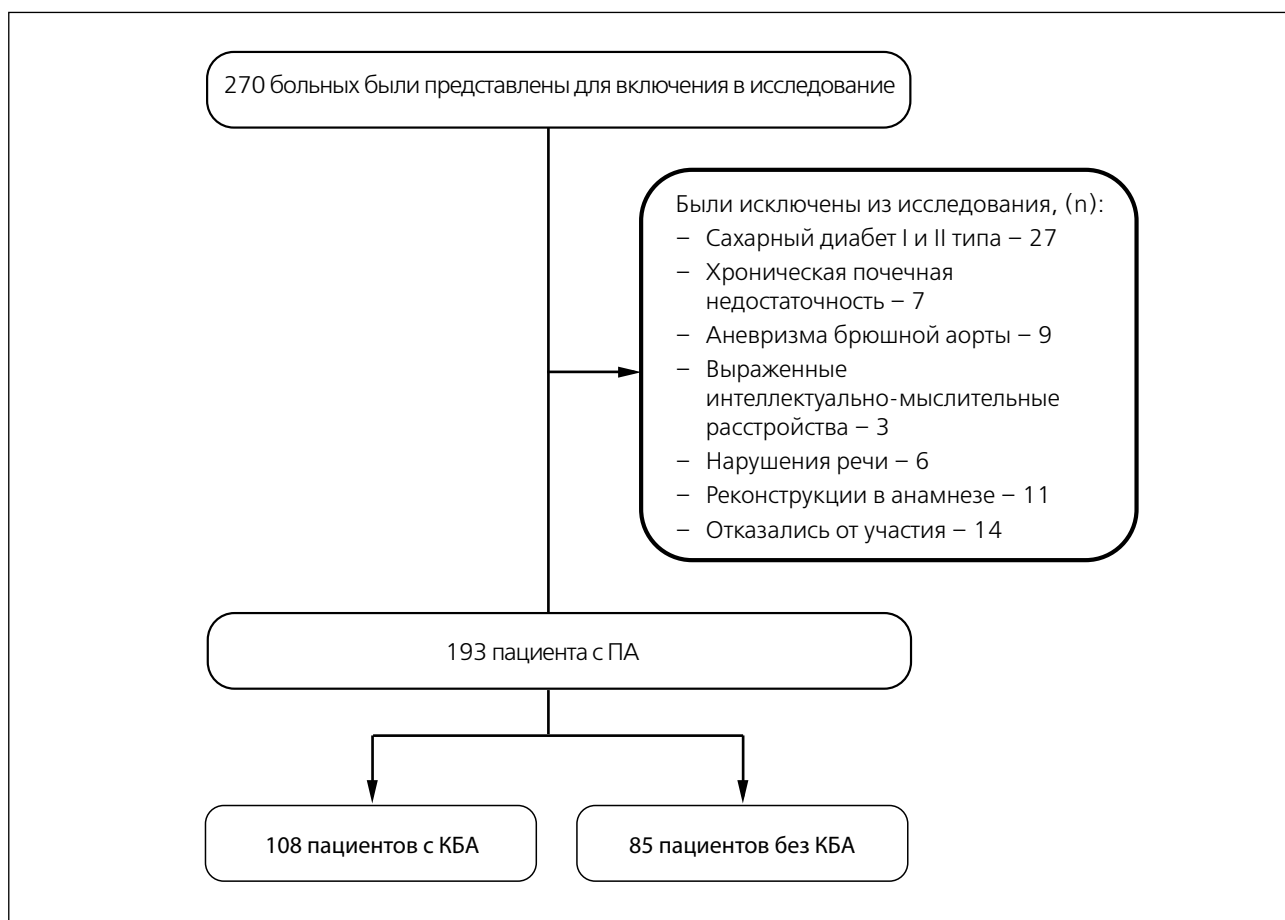 270 больных были представлены для включения в исследование
Были исключены из исследования, (n):
– Сахарный диабет I и II типа – 27
– Хроническая почечная
недостаточность – 7
– Аневризма брюшной аорты – 9
– Выраженные
интеллектуально-мыслительные
расстройства – 3
– Нарушения речи – 6
– Реконструкции в анамнезе – 11
– Отказались от участия – 14
193 пациента с ПА
108 пациентов с КБА
85 пациентов без КБА